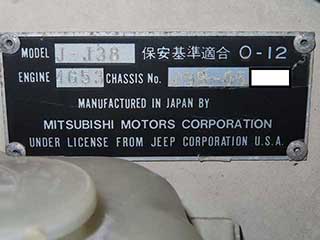 MODEL J-J38 保安基準適合 O-12
ENGINE 4G53 CHASSIS No.
MANUFACTURED IN JAPAN BY
MITSUBISHI MOTORS CORPORATION
UNDER LICENSE FROM JEEP CORPORATION U.S.A.